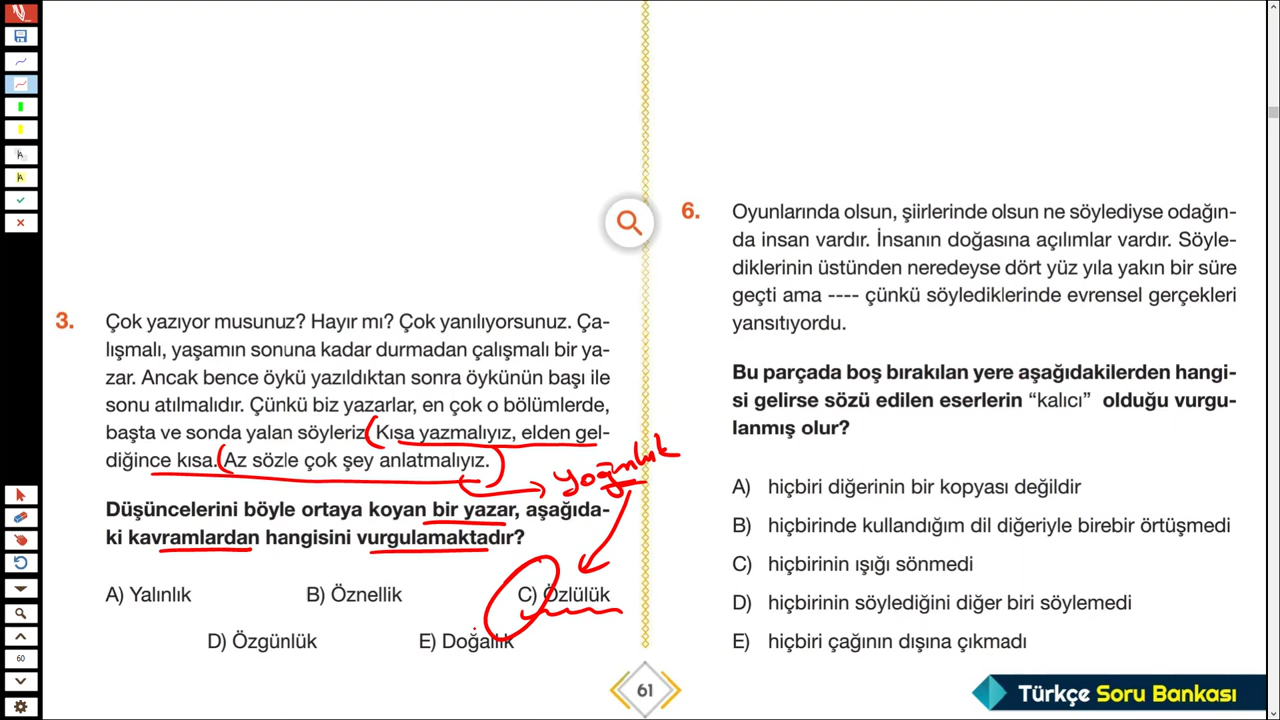 3.
Çok yazıyor musunuz? Hayır mı? Çok yanılıyorsunuz. Ça-
lışmalı, yaşamın sonuna kadar durmadan çalışmalı bir ya-
zar. Ancak bence öykü yazıldıktan sonra öykünün başı ile
sonu atılmalıdır. Çünkü biz yazarlar, en çok o bölümlerde,
başta ve sonda yalan söyleriz. Kısa yazmalıyız, elden gel-
diğince kısa. Az sözle çok şey anlatmalıyız.
yoğunluk
Düşüncelerini böyle ortaya koyan bir yazar, aşağıda-
ki kavramlardan hangisini vurgulamaktadır?
A) Yalınlık
B) Öznellik
C) Özlülük
D) Özgünlük
E) Doğallık
6.
Oyunlarında olsun, şiirlerinde olsun ne söylediyse odağın-
da insan vardır. İnsanın doğasına açılımlar vardır. Söyle-
diklerinin üstünden neredeyse dört yüz yıla yakın bir süre
geçti ama ---- çünkü söylediklerinde evrensel gerçekleri
yansıtıyordu.
Bu parçada boş bırakılan yere aşağıdakilerden hangi-
si gelirse sözü edilen eserlerin “kalıcı” olduğu vurgu-
lanmış olur?
A) hiçbiri diğerinin bir kopyası değildir
B) hiçbirinde kullandığım dil diğeriyle birebir örtüşmedi
C) hiçbirinin ışığı sönmedi
D) hiçbirinin söylediğini diğer biri söylemedi
E) hiçbiri çağının dışına çıkmadı
61
Türkçe Soru Bankası
A
A
60